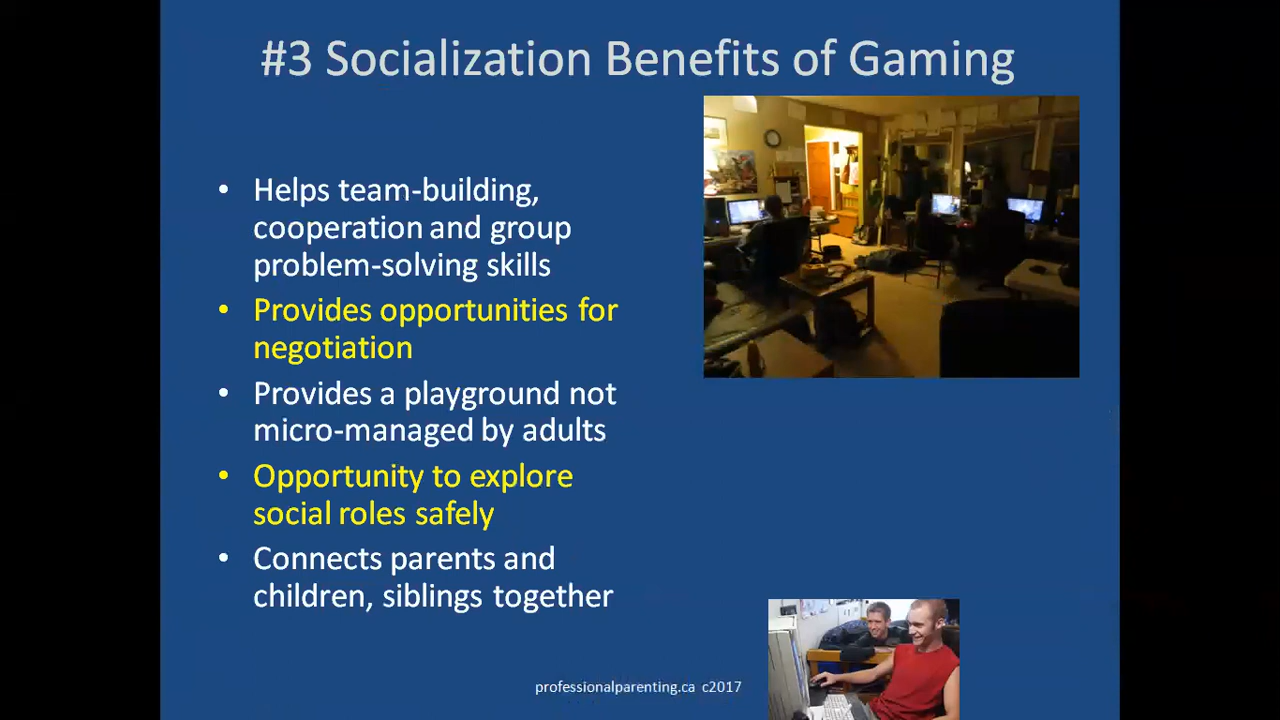 #3 Socialization Benefits of Gaming
• Helps team-building,
cooperation and group
problem-solving skills
• Provides opportunities for
negotiation
• Provides a playground not
micro-managed by adults
• Opportunity to explore
social roles safely
• Connects parents and
children, siblings together
professionalparenting.ca c2017